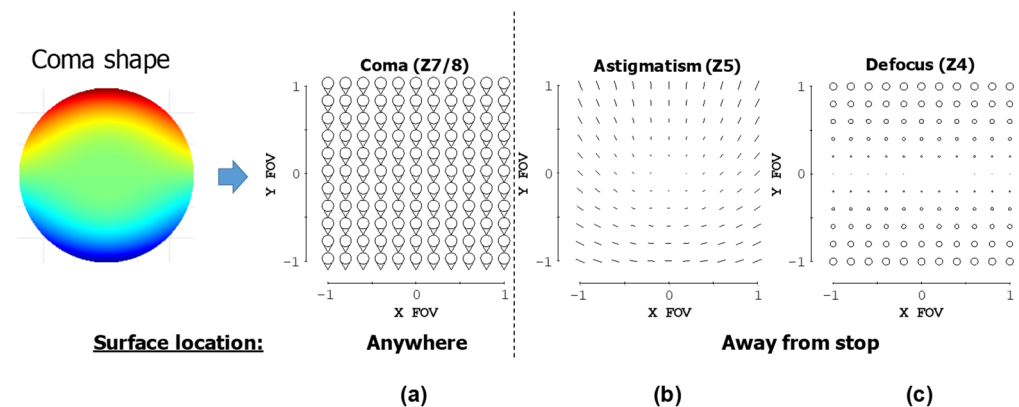 Coma shape
Coma (Z7/8)
Astigmatism (Z5)
Defocus (Z4)
1
0
−1
Y FOV
−1
0
1
X FOV
1
0
−1
Y FOV
−1
0
1
X FOV
1
0
−1
Y FOV
−1
0
1
X FOV
Surface location:
Anywhere
Away from stop
(a)
(b)
(c)